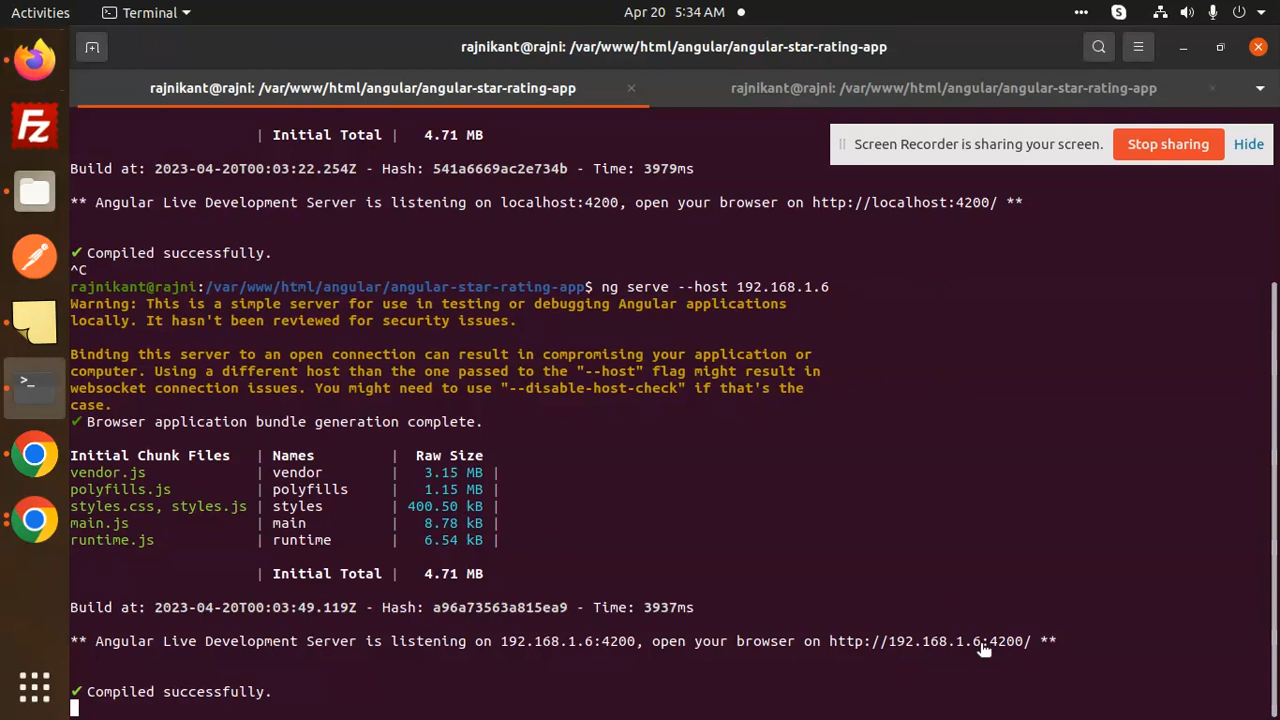 Activities
Terminal
Apr 20 5:34 AM
rajnikant@rajni: /var/www/html/angular/angular-star-rating-app
rajnikant@rajni: /var/www/html/angular/angular-star-rating-app
rajnikant@rajni: /var/www/html/angular/angular-star-rating-app
| Initial Total | 4.71 MB
Screen Recorder is sharing your screen.
Stop sharing
Hide
Build at: 2023-04-20T00:03:22.254Z - Hash: 541a6669ac2e734b - Time: 3979ms
** Angular Live Development Server is listening on localhost:4200, open your browser on http://localhost:4200/ **
✔ Compiled successfully.
^C
rajnikant@rajni:/var/www/html/angular/angular-star-rating-app$ ng serve --host 192.168.1.6
Warning: This is a simple server for use in testing or debugging Angular applications
locally. It hasn't been reviewed for security issues.
Binding this server to an open connection can result in compromising your application or
computer. Using a different host than the one passed to the "--host" flag might result in
websocket connection issues. You might need to use "--disable-host-check" if that's the
case.
✔ Browser application bundle generation complete.
Initial Chunk Files | Names | Raw Size
vendor.js | vendor | 3.15 MB |
polyfills.js | polyfills | 1.15 MB |
styles.css, styles.js | styles | 400.50 kB |
main.js | main | 8.78 kB |
runtime.js | runtime | 6.54 kB |
| Initial Total | 4.71 MB
Build at: 2023-04-20T00:03:49.119Z - Hash: a96a73563a815ea9 - Time: 3937ms
** Angular Live Development Server is listening on 192.168.1.6:4200, open your browser on http://192.168.1.6:4200/ **
✔ Compiled successfully.